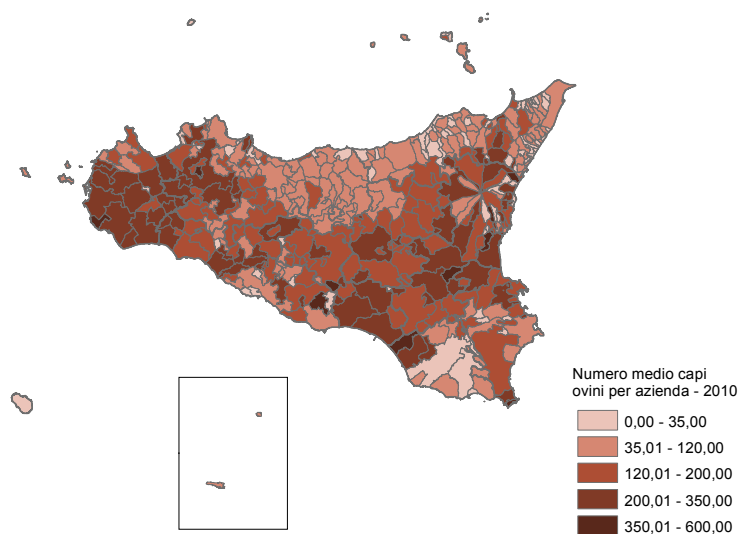 Numero medio capi
ovini per azienda - 2010
0,00 - 35,00
35,01 - 120,00
120,01 - 200,00
200,01 - 350,00
350,01 - 600,00